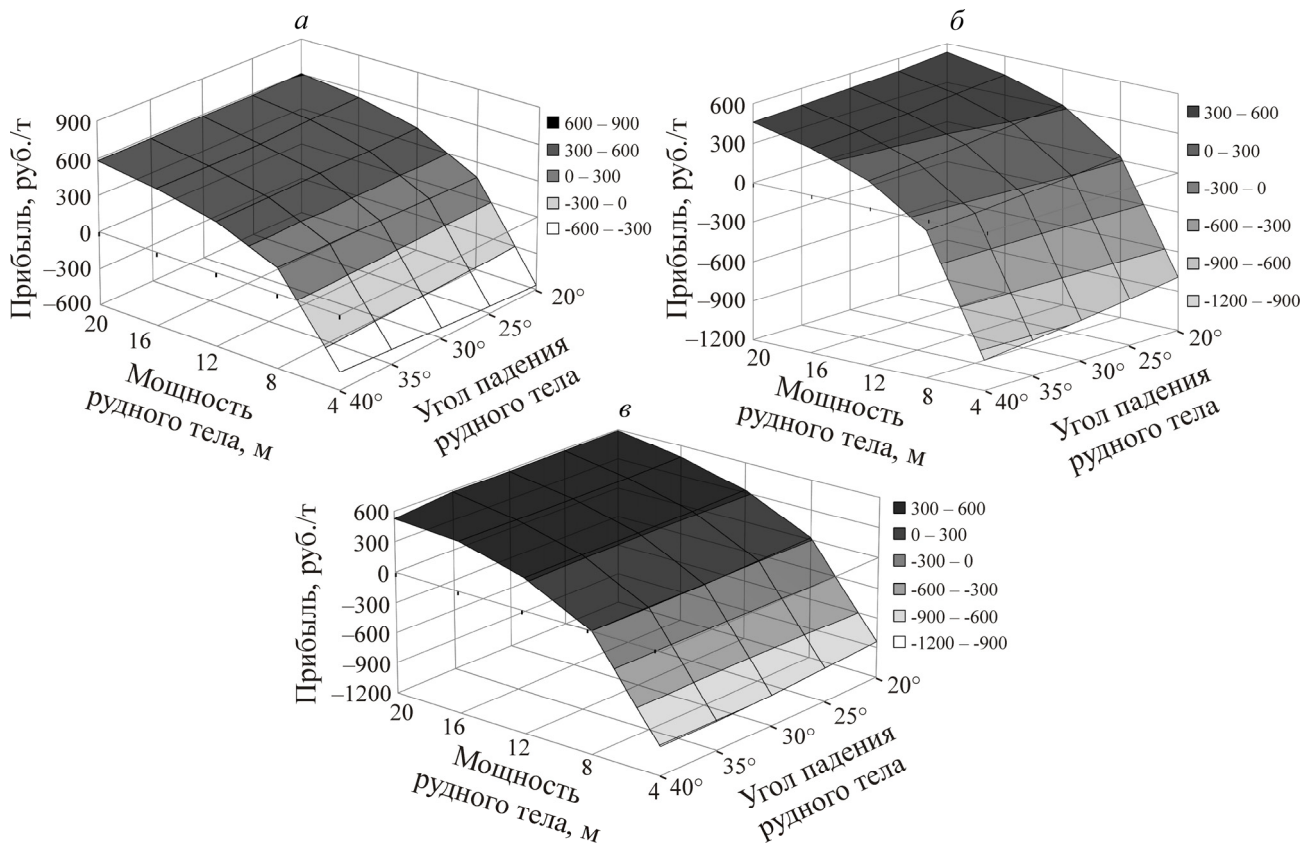 а
Прибыль, руб./т
900
600
300
0
–300
–600
20
16
12
8
4
Мощность
рудного тела, м
40°
35°
30°
25°
20°
Угол падения
рудного тела
600 – 900
300 – 600
0 – 300
-300 – 0
-600 – -300
б
Прибыль, руб./т
600
300
0
–300
–600
–900
–1200
20
16
12
8
4
Мощность
рудного тела, м
40°
35°
30°
25°
20°
Угол падения
рудного тела
300 – 600
0 – 300
-300 – 0
-600 – -300
-900 – -600
-1200 – -900
в
Прибыль, руб./т
600
300
0
–300
–600
–900
–1200
20
16
12
8
4
Мощность
рудного тела, м
40°
35°
30°
25°
20°
Угол падения
рудного тела
300 – 600
0 – 300
-300 – 0
-600 – -300
-900 – -600
-1200 – -900